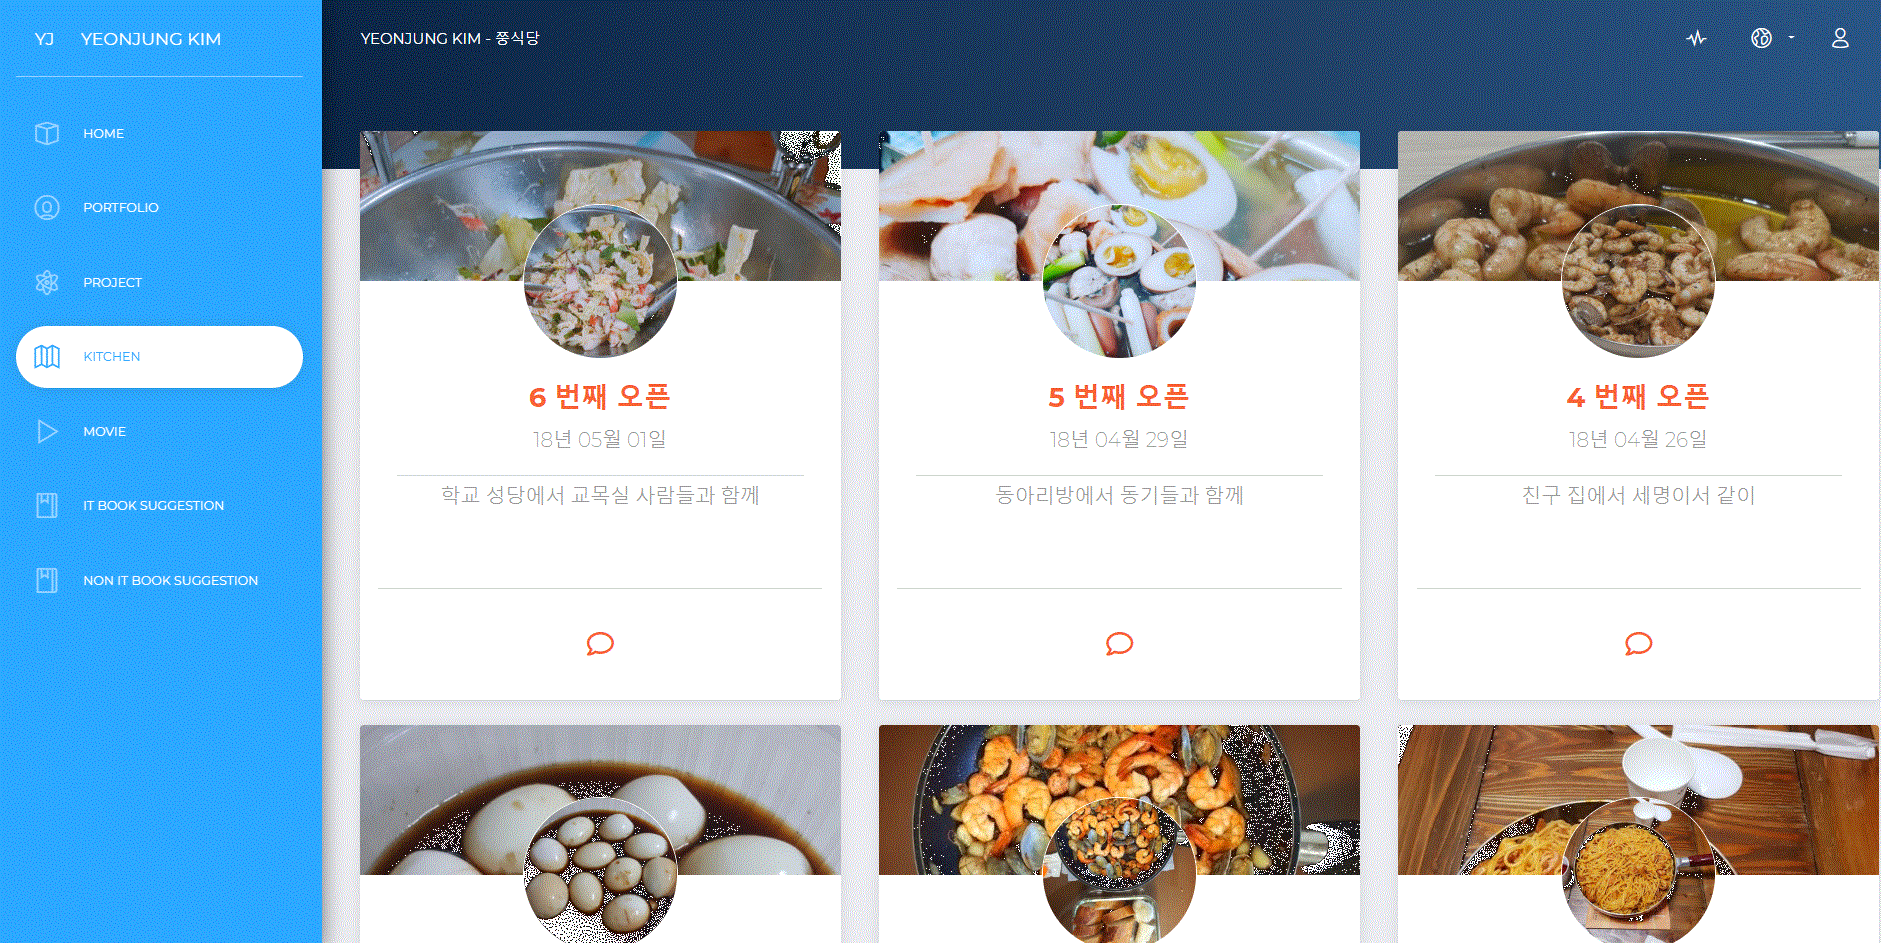 YJ YEONJUNG KIM
HOME
PORTFOLIO
PROJECT
KITCHEN
MOVIE
IT BOOK SUGGESTION
NON IT BOOK SUGGESTION
YEONJUNG KIM - 쭝식당
6 번째 오픈
18년 05월 01일
학교 성당에서 교목실 사람들과 함께
5 번째 오픈
18년 04월 29일
동아리방에서 동기들과 함께
4 번째 오픈
18년 04월 26일
친구 집에서 세명이서 같이